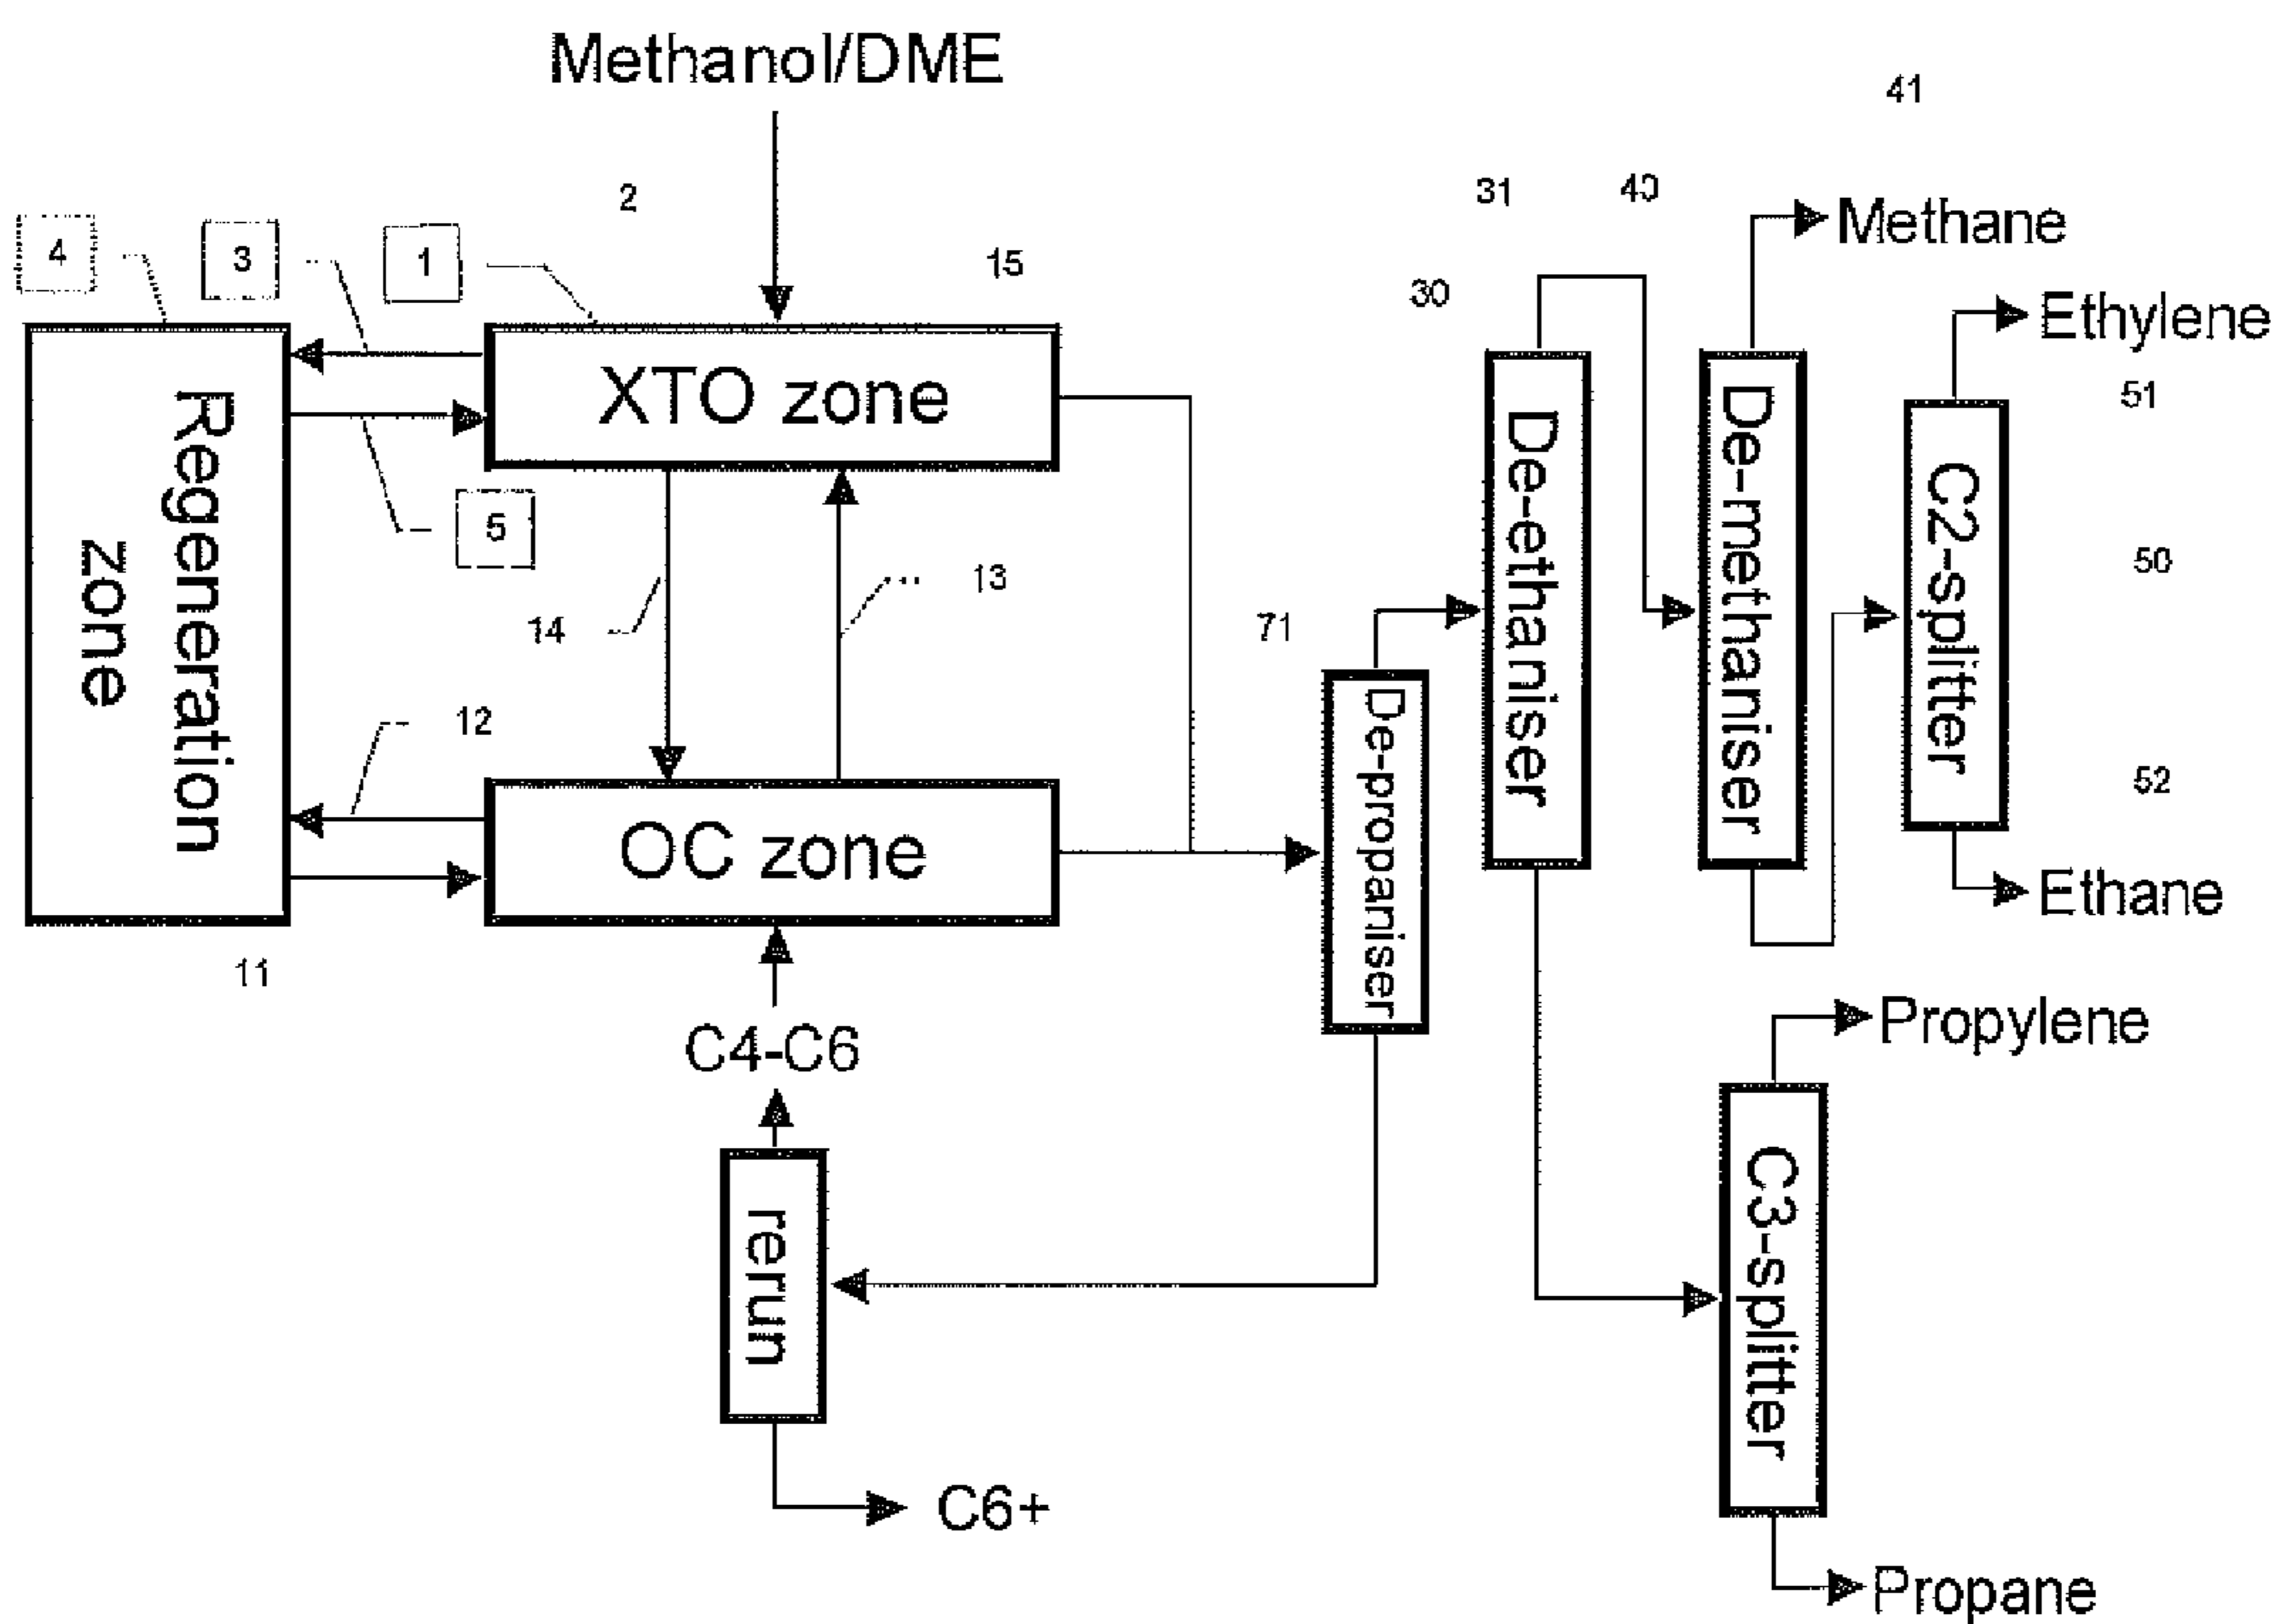 Methanol/DME
41
2
31
40
Methane
4
3
1
15
30
Ethylene
XTO zone
De-ethaniser
De-methaniser
51
C2-splitter
Regeneration
zone
5
14
13
71
50
12
De-propaniser
52
OC zone
Ethane
11
C4-C6
Propylene
rerun
C3-splitter
C6+
Propane